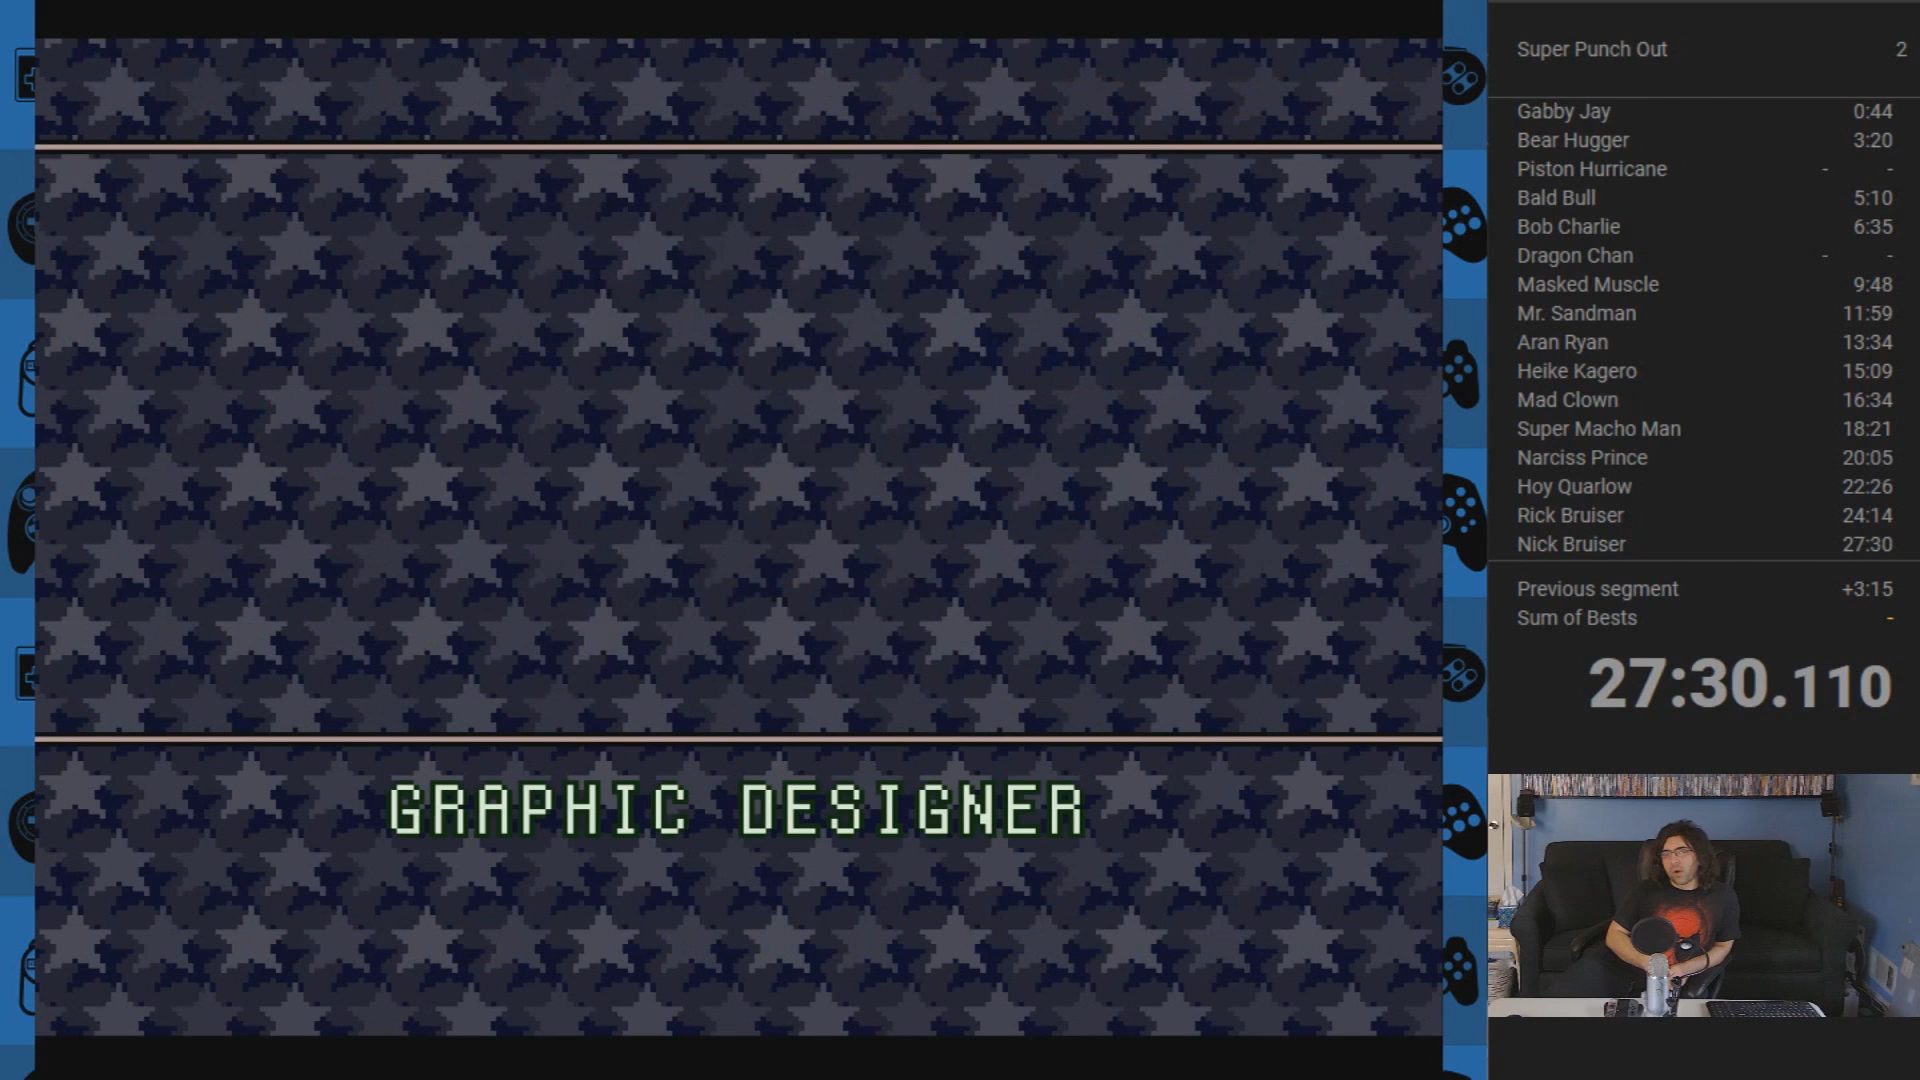 Super Punch Out 2
Gabby Jay 0:44
Bear Hugger 3:20
Piston Hurricane - -
Bald Bull 5:10
Bob Charlie 6:35
Dragon Chan - -
Masked Muscle 9:48
Mr. Sandman 11:59
Aran Ryan 13:34
Heike Kagero 15:09
Mad Clown 16:34
Super Macho Man 18:21
Narciss Prince 20:05
Hoy Quarlow 22:26
Rick Bruiser 24:14
Nick Bruiser 27:30
Previous segment +3:15
Sum of Bests -
27:30.110
GRAPHIC DESIGNER